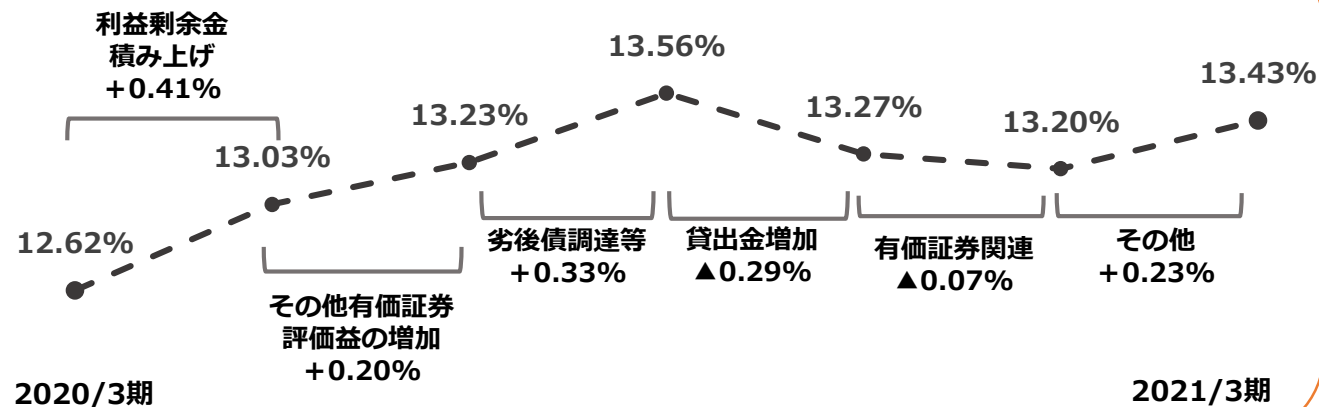 利益剰余金
積み上げ
+0.41%
13.56%
13.43%
13.23%
13.27%
13.20%
13.03%
12.62%
劣後債調達等
+0.33%
貸出金増加
▲0.29%
有価証券関連
▲0.07%
その他
+0.23%
その他有価証券
評価益の増加
+0.20%
2020/3期
2021/3期